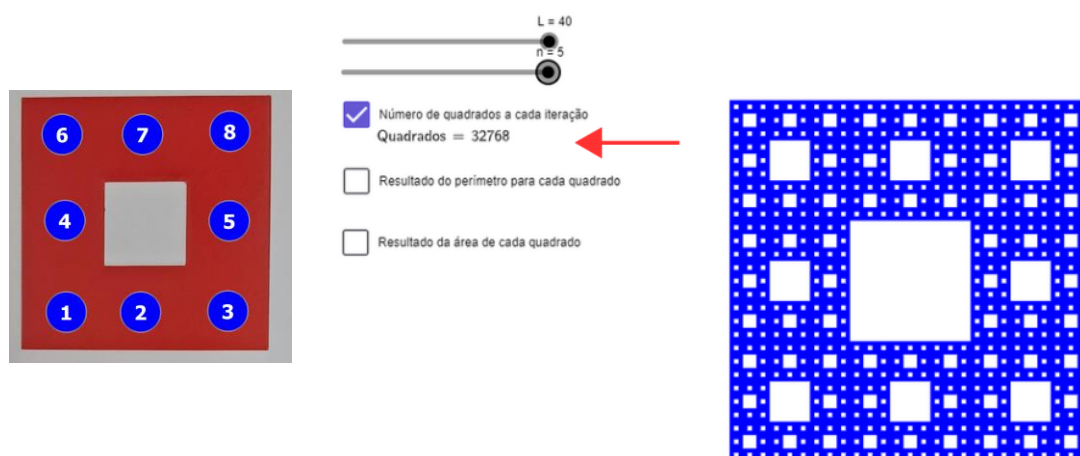 6 7 8
4 5
1 2 3
L = 40
n = 5
Número de quadrados a cada iteração
Quadrados = 32768
Resultado do perímetro para cada quadrado
Resultado da área de cada quadrado